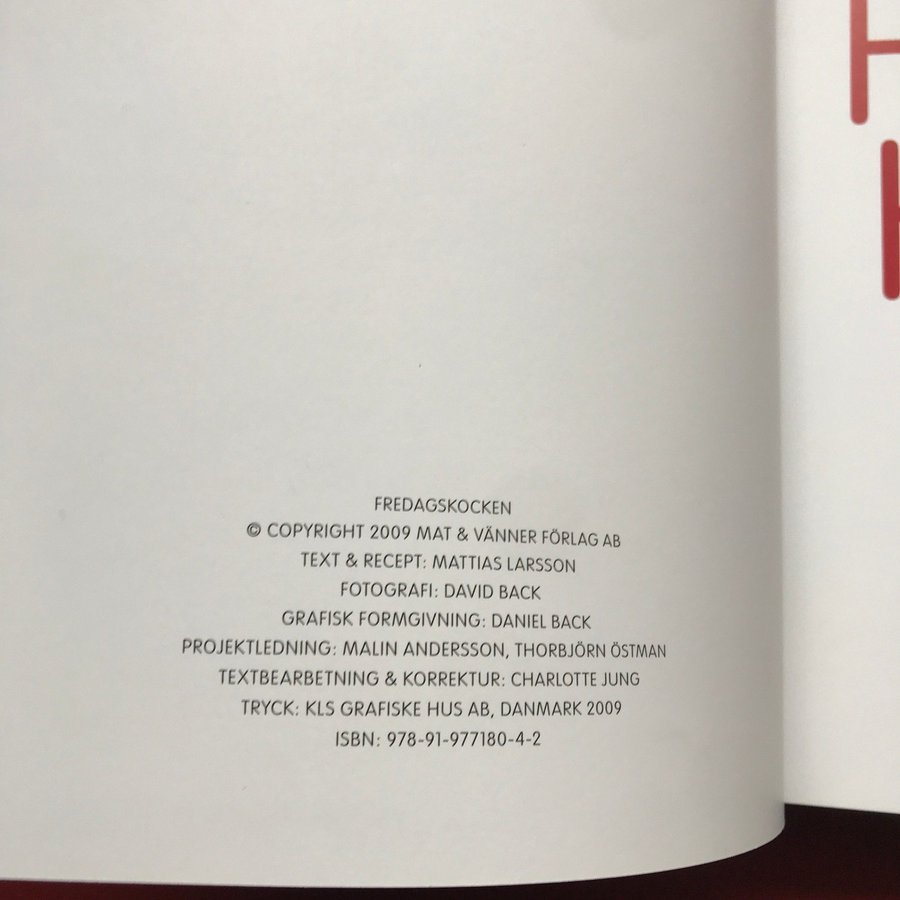 FREDAGSKOCKEN
© COPYRIGHT 2009 MAT & VÄNNER FÖRLAG AB
TEXT & RECEPT: MATTIAS LARSSON
FOTOGRAFI: DAVID BACK
GRAFISK FORMGIVNING: DANIEL BACK
PROJEKTLEDNING: MALIN ANDERSSON, THORBJÖRN ÖSTMAN
TEXTBEARBETNING & KORREKTUR: CHARLOTTE JUNG
TRYCK: KLS GRAFISKE HUS AB, DANMARK 2009
ISBN: 978-91-977180-4-2